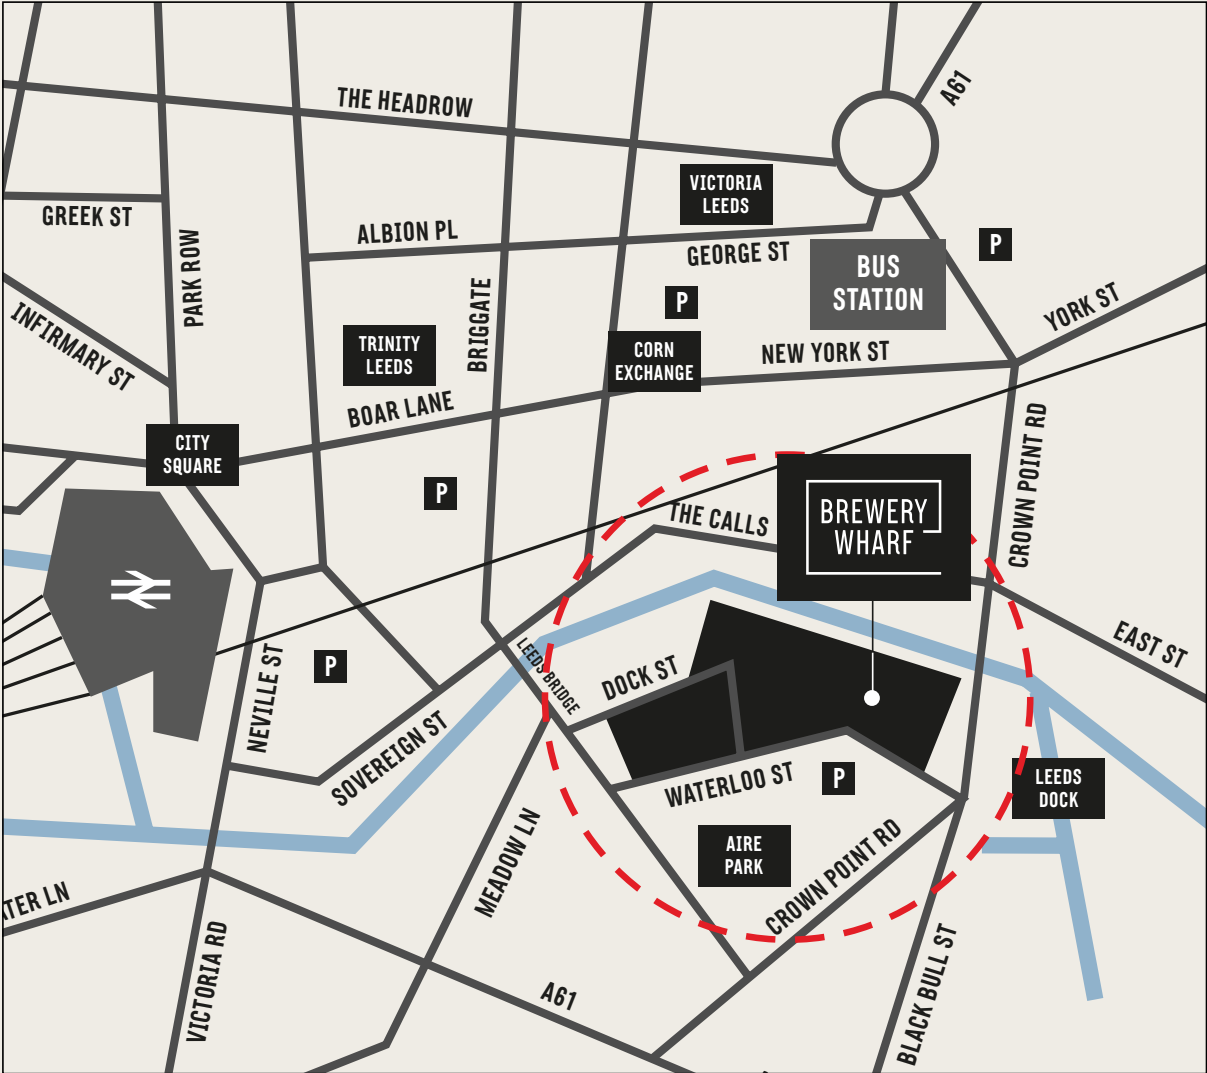 THE HEADROW
A61
VICTORIA
LEEDS
GREEK ST
ALBION PL
GEORGE ST
P
PARK ROW
BUS
STATION
BRIGGATE
P
INFIRMARY ST
YORK ST
TRINITY
LEEDS
CORN
EXCHANGE
NEW YORK ST
BOAR LANE
CITY
SQUARE
CROWN POINT RD
P
THE CALLS
BREWERY
WHARF
EAST ST
LEEDS BRIDGE
DOCK ST
P
NEVILLE ST
SOVEREIGN ST
WATERLOO ST
P
LEEDS
DOCK
MEADOW LN
AIRE
PARK
CROWN POINT RD
ATER LN
VICTORIA RD
A61
BLACK BULL ST